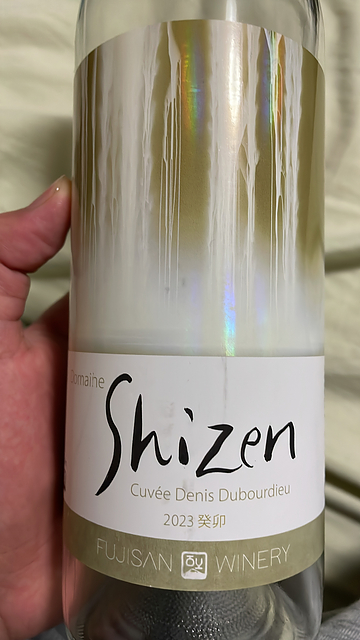 Domaine
Shizen
Cuvée Denis Dubourdieu
2023 癸卯
FUJISAN WINERY